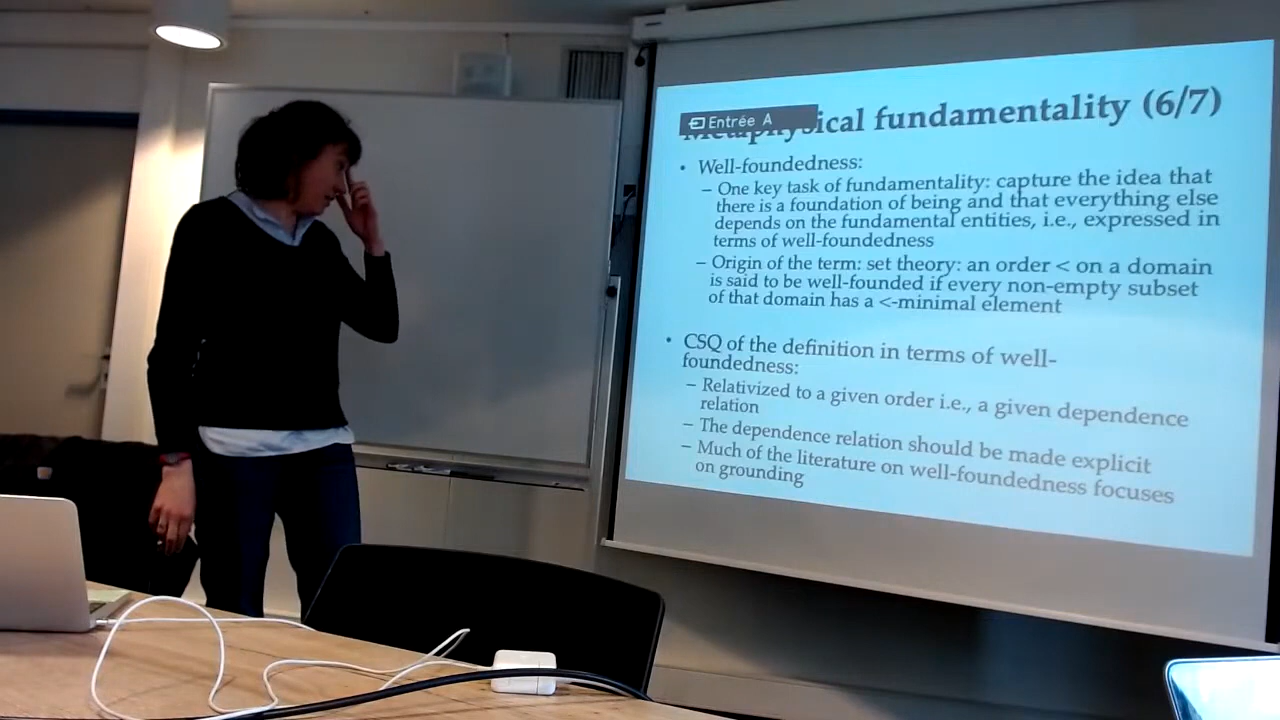 Entrée A
Metaphysical fundamentality (6/7)
• Well-foundedness:
– One key task of fundamentality: capture the idea that
there is a foundation of being and that everything else
depends on the fundamental entities, i.e., expressed in
terms of well-foundedness
– Origin of the term: set theory: an order < on a domain
is said to be well-founded if every non-empty subset
of that domain has a <-minimal element
• CSQ of the definition in terms of well-
foundedness:
– Relativized to a given order i.e., a given dependence
relation
– The dependence relation should be made explicit
– Much of the literature on well-foundedness focuses
on grounding